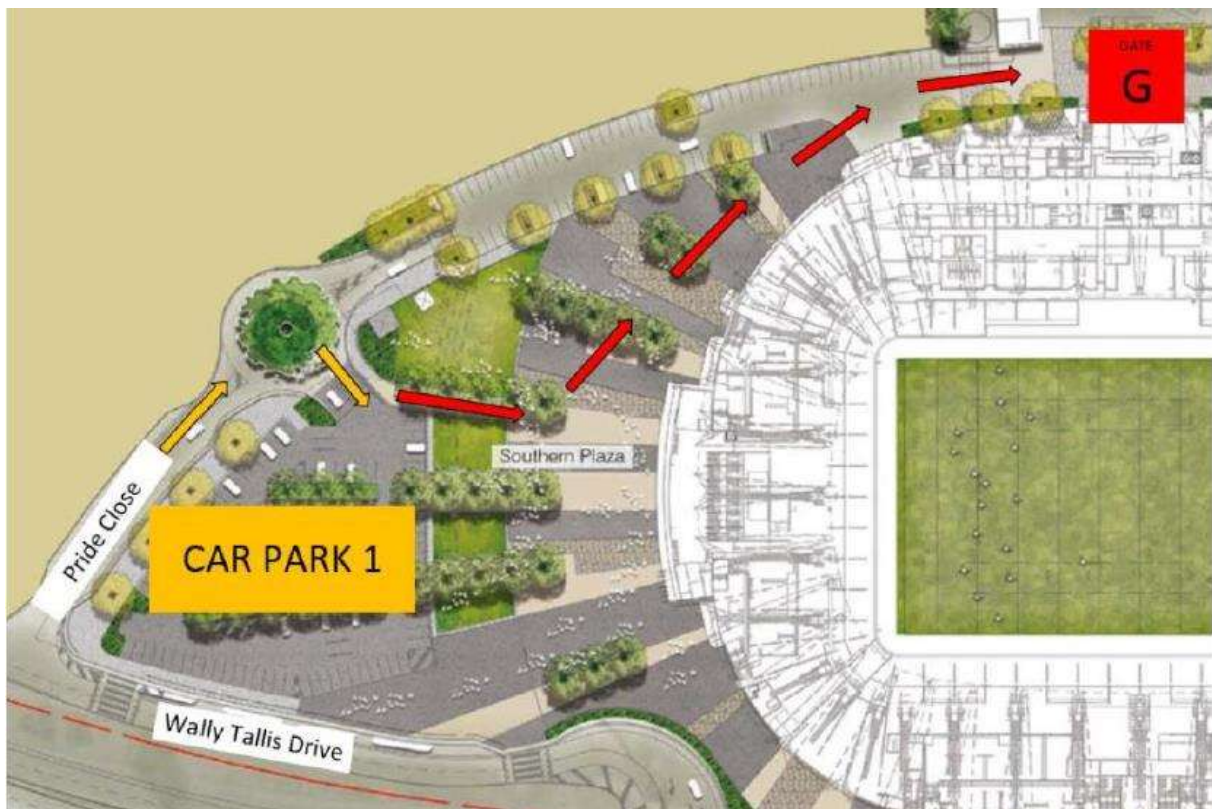 GATE
G
Southern Plaza
Pride Close
CAR PARK 1
Wally Tallis Drive